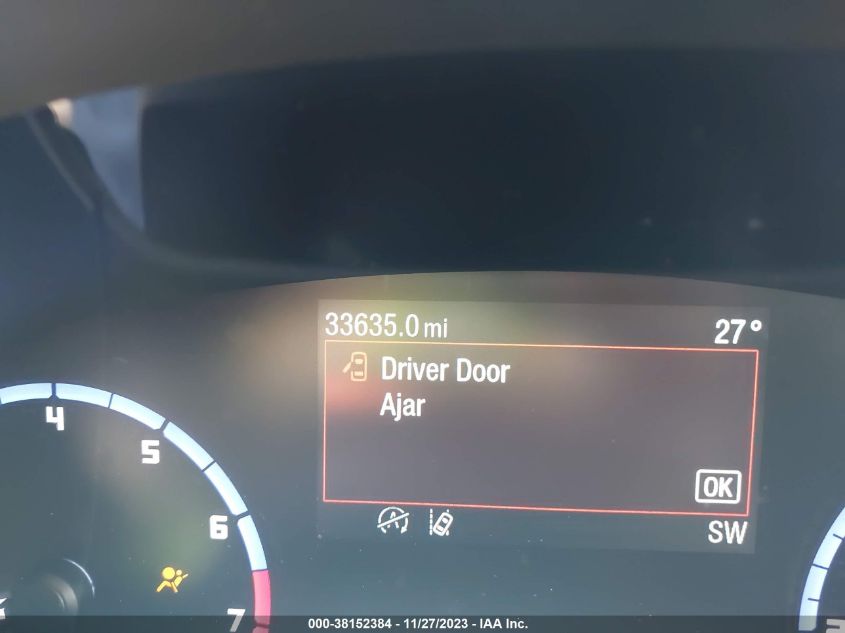 33635.0 mi 27°
Driver Door
Ajar
OK
SW
4
5
6
7
000-38152384 - 11/27/2023 - IAA Inc.